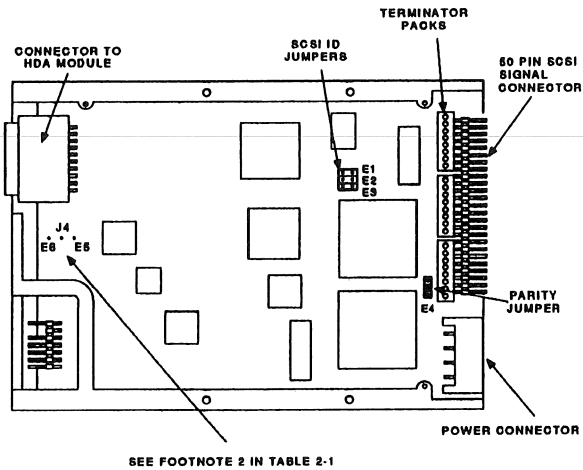 TERMINATOR
PACKS
SCSI ID
JUMPERS
CONNECTOR TO
HDA MODULE
50 PIN SCSI
SIGNAL
CONNECTOR
E1
E2
E3
J4
E6
E5
E4
PARITY
JUMPER
POWER CONNECTOR
SEE FOOTNOTE 2 IN TABLE 2-1